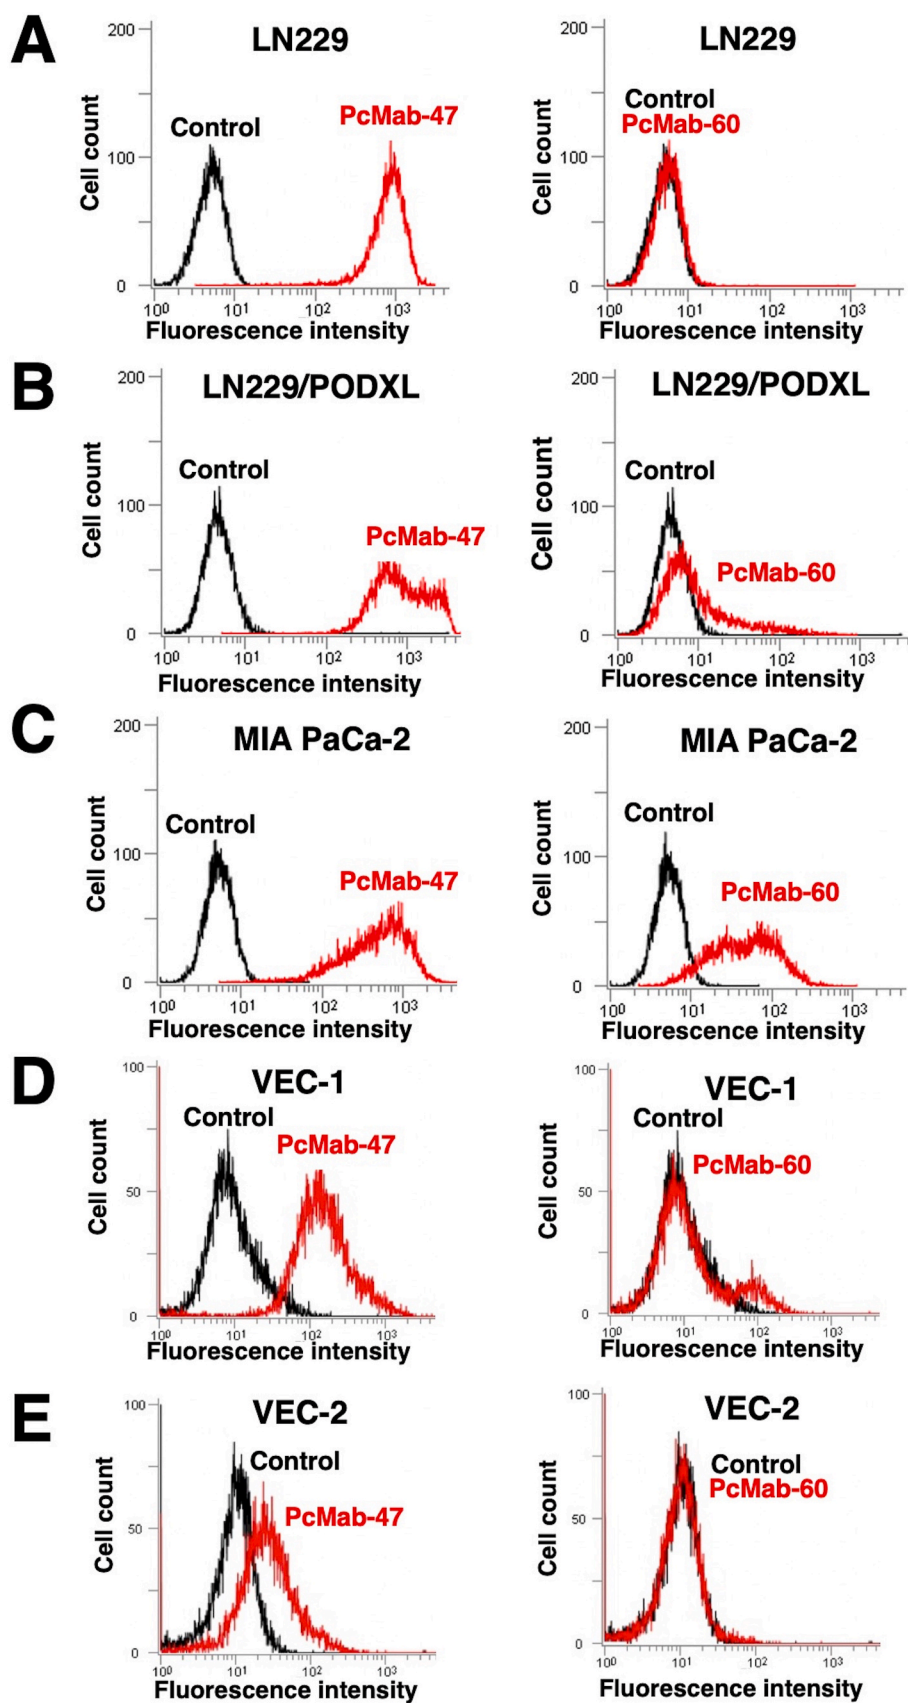 A
LN229
200
100
0
Cell count
Control
PcMab-47
10⁰ 10¹ 10² 10³
Fluorescence intensity
LN229
200
100
0
Cell count
Control
PcMab-60
10⁰ 10¹ 10² 10³
Fluorescence intensity
B
LN229/PODXL
200
100
0
Cell count
Control
PcMab-47
10⁰ 10¹ 10² 10³
Fluorescence intensity
LN229/PODXL
200
100
0
Cell count
Control
PcMab-60
10⁰ 10¹ 10² 10³
Fluorescence intensity
C
MIA PaCa-2
200
100
0
Cell count
Control
PcMab-47
10⁰ 10¹ 10² 10³
Fluorescence intensity
MIA PaCa-2
200
100
0
Cell count
Control
PcMab-60
10⁰ 10¹ 10² 10³
Fluorescence intensity
D
VEC-1
100
50
0
Cell count
Control
PcMab-47
10⁰ 10¹ 10² 10³
Fluorescence intensity
VEC-1
100
50
0
Cell count
Control
PcMab-60
10⁰ 10¹ 10² 10³
Fluorescence intensity
E
VEC-2
100
50
0
Cell count
Control
PcMab-47
10⁰ 10¹ 10² 10³
Fluorescence intensity
VEC-2
100
50
0
Cell count
Control
PcMab-60
10⁰ 10¹ 10² 10³
Fluorescence intensity